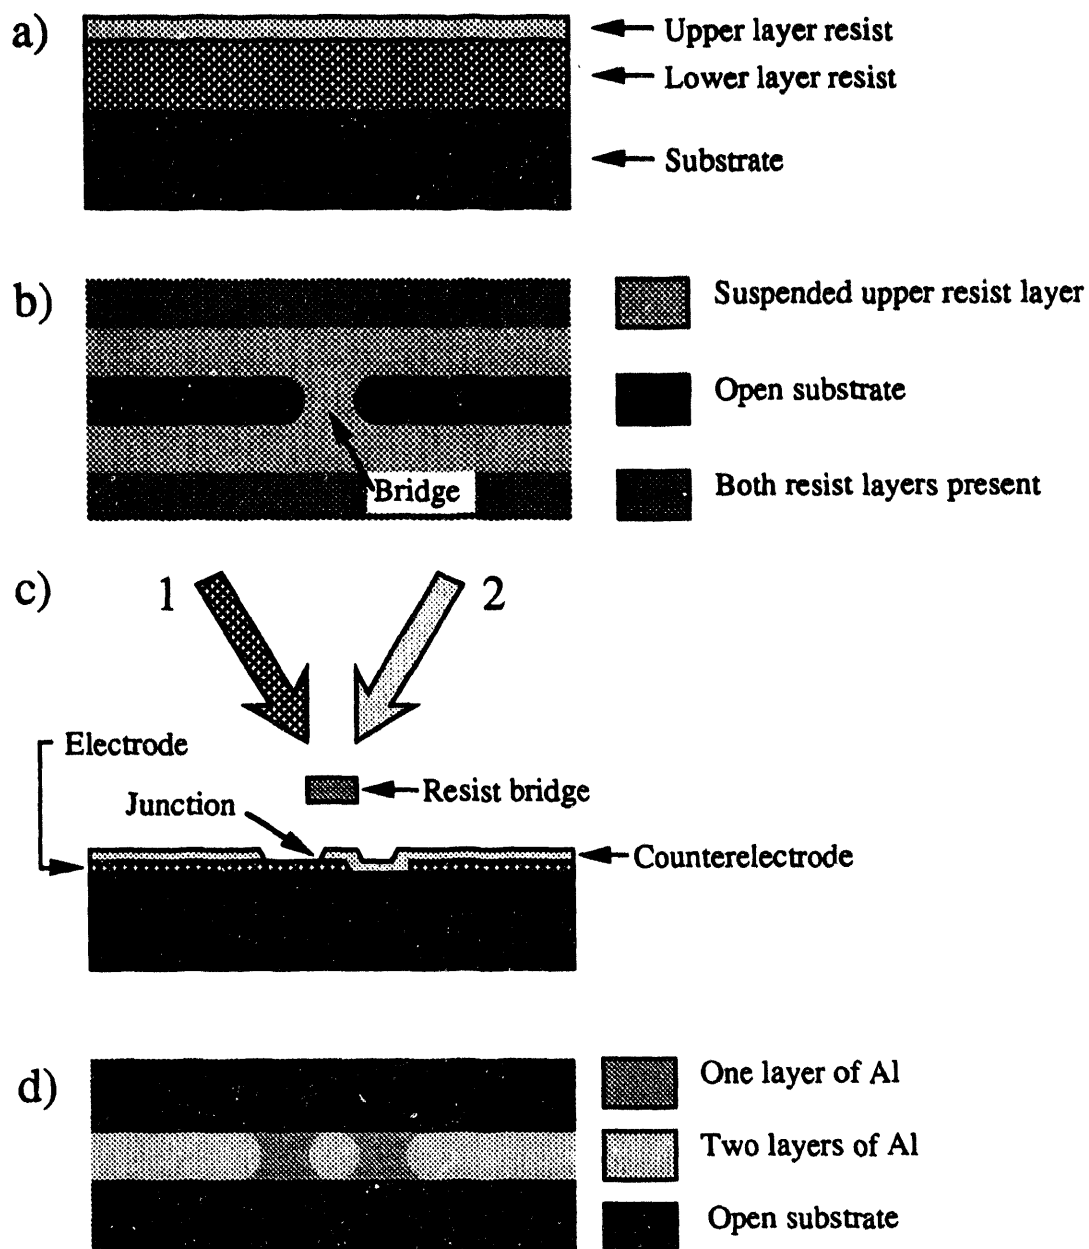 a)
Upper layer resist
Lower layer resist
Substrate
b)
Suspended upper resist layer
Open substrate
Both resist layers present
Bridge
c)
1
2
Electrode
Resist bridge
Junction
Counterelectrode
d)
One layer of Al
Two layers of Al
Open substrate